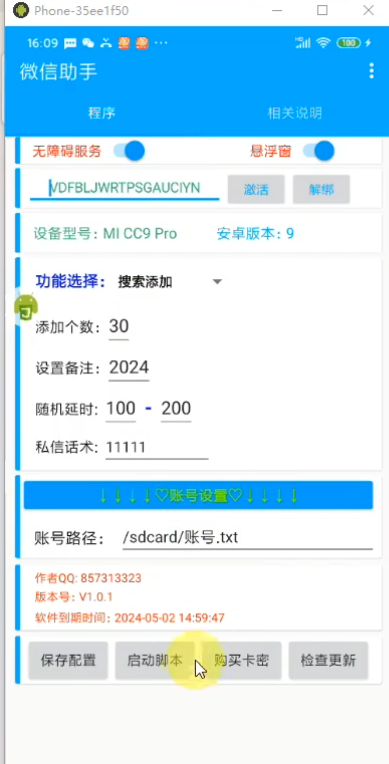 Phone-35ee1f50
16:09 ··· 100
微信助手
程序 相关说明
无障碍服务 悬浮窗
VDFBLJWRTPSGAUCIYN 激活 解绑
设备型号：MI CC9 Pro 安卓版本：9
功能选择： 搜索添加
添加个数：30
设置备注：2024
随机延时：100 - 200
私信话术：11111
↓↓↓↓♡账号设置♡↓↓↓↓
账号路径： /sdcard/账号.txt
作者QQ: 857313323
版本号：V1.0.1
软件到期时间：2024-05-02 14:59:47
保存配置 启动脚本 购买卡密 检查更新